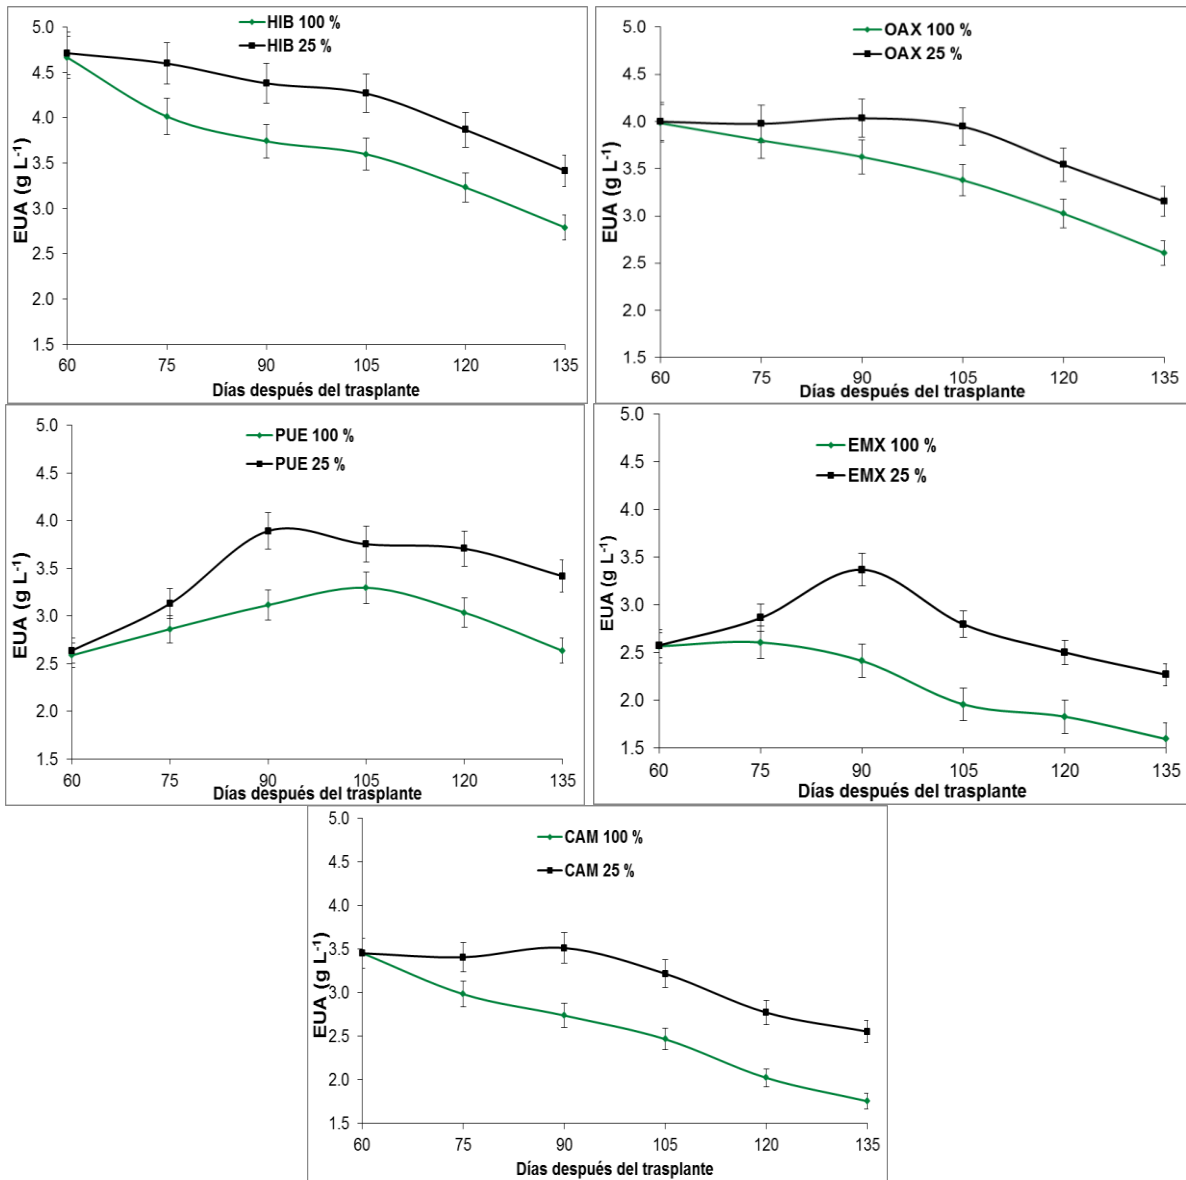 HIB 100 %
HIB 25 %
5.0
4.5
4.0
3.5
3.0
2.5
2.0
1.5
EUA (g L-1)
60 75 90 105 120 135
Días después del trasplante
OAX 100 %
OAX 25 %
5.0
4.5
4.0
3.5
3.0
2.5
2.0
1.5
EUA (g L-1)
60 75 90 105 120 135
Días después del trasplante
PUE 100 %
PUE 25 %
5.0
4.5
4.0
3.5
3.0
2.5
2.0
1.5
EUA (g L-1)
60 75 90 105 120 135
Días después del trasplante
EMX 100 %
EMX 25 %
5.0
4.5
4.0
3.5
3.0
2.5
2.0
1.5
EUA (g L-1)
60 75 90 105 120 135
Días después del trasplante
CAM 100 %
CAM 25 %
5.0
4.5
4.0
3.5
3.0
2.5
2.0
1.5
EUA (g L-1)
60 75 90 105 120 135
Días después del trasplante